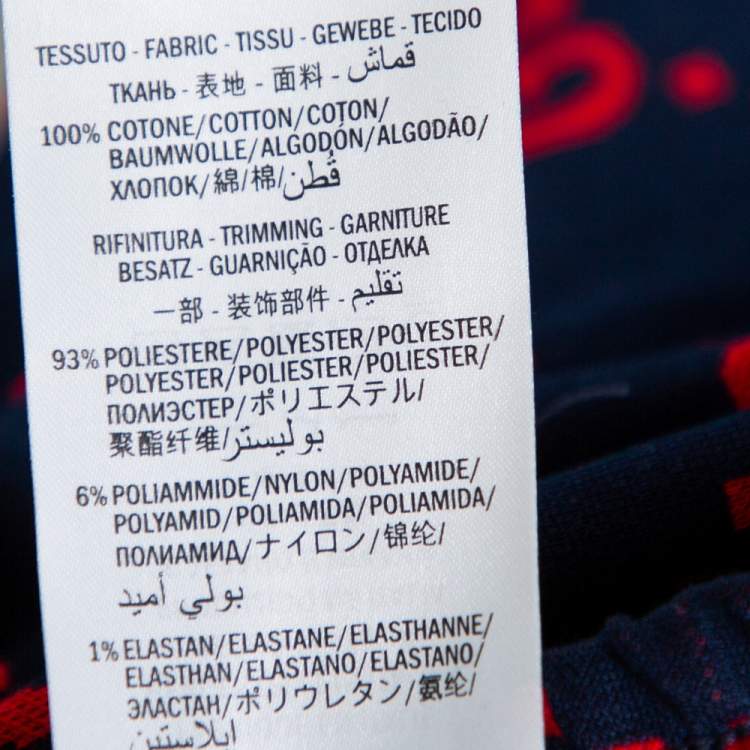 TESSUTO - FABRIC - TISSU - GEWEBE - TECIDO
ТКАНЬ - 表地 - 面料 - قماش
100% COTONE/COTTON/COTON/
BAUMWOLLE/ALGODÓN/ALGODÃO/
ХЛОПОК/綿/棉/قُطن
RIFINITURA - TRIMMING - GARNITURE
BESATZ - GUARNIÇÃO - ОТДЕЛКА
一部 - 装饰部件 - تقليم
93% POLIESTERE/POLYESTER/POLYESTER/
POLYESTER/POLIESTER/POLIESTER/
ПОЛИЭСТЕР/ポリエステル/
聚酯纤维/بوليستر
6% POLIAMMIDE/NYLON/POLYAMIDE/
POLYAMID/POLIAMIDA/POLIAMIDA/
ПОЛИАМИД/ナイロン/锦纶/
بولي أميد
1% ELASTAN/ELASTANE/ELASTHANNE/
ELASTHAN/ELASTANO/ELASTANO/
ЭЛАСТАН/ポリウレタン/氨纶/
ايلاستين